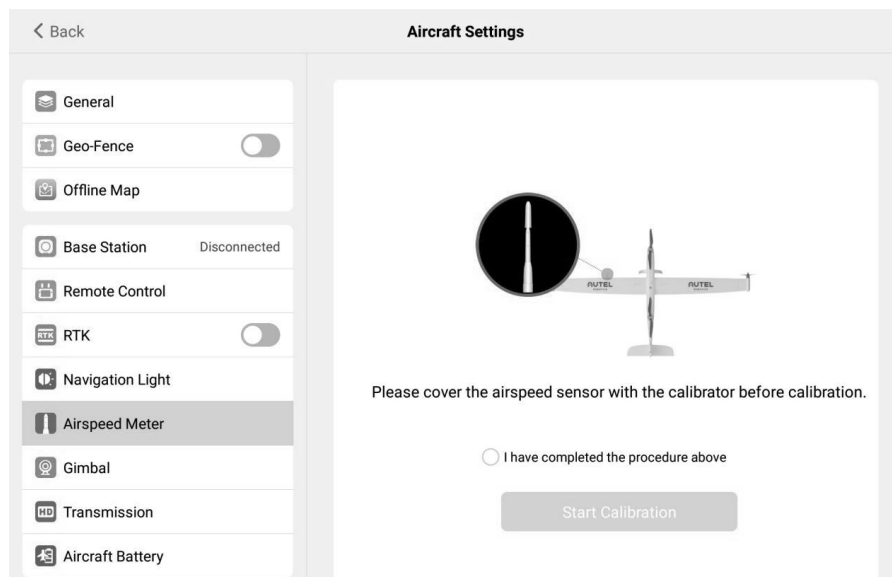 Back
Aircraft Settings
General
Geo-Fence
Offline Map
Base Station Disconnected
Remote Control
RTK RTK
Navigation Light
Airspeed Meter
Gimbal
HD Transmission
Aircraft Battery
AUTEL AUTEL
Please cover the airspeed sensor with the calibrator before calibration.
I have completed the procedure above
Start Calibration